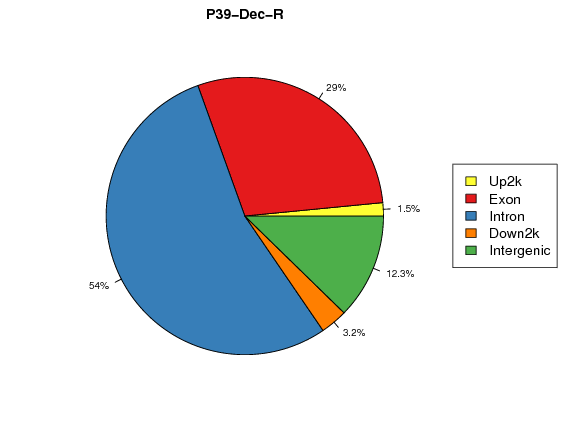 P39−Dec−R
29%
1.5%
12.3%
3.2%
54%
Up2k
Exon
Intron
Down2k
Intergenic